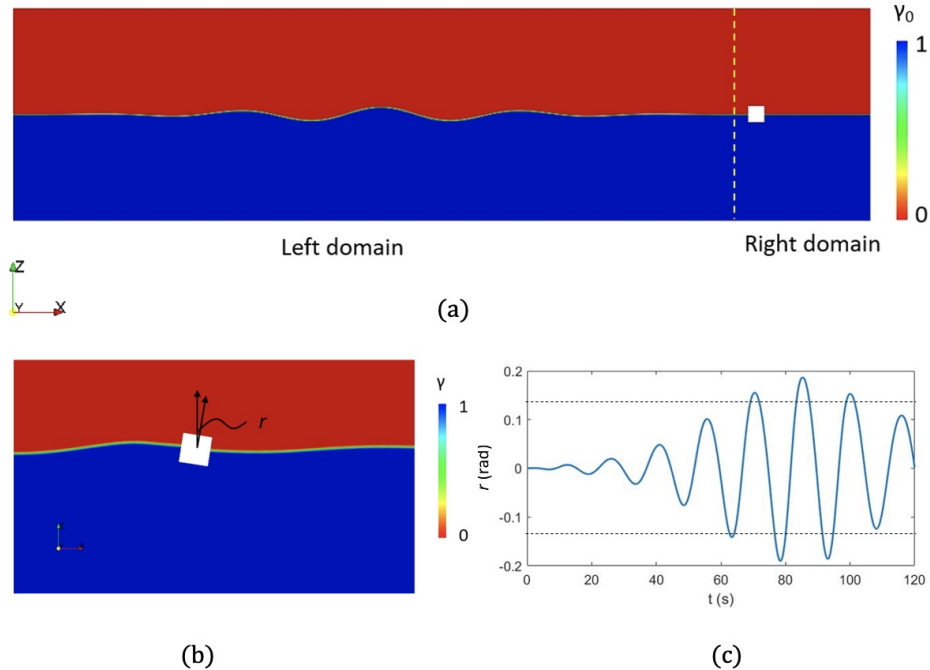 γ₀
1
0
Left domain
Right domain
Z
Y
X
(a)
γ
1
0
r
(b)
0.2
0.1
0
-0.1
-0.2
r (rad)
0 20 40 60 80 100 120
t (s)
(c)